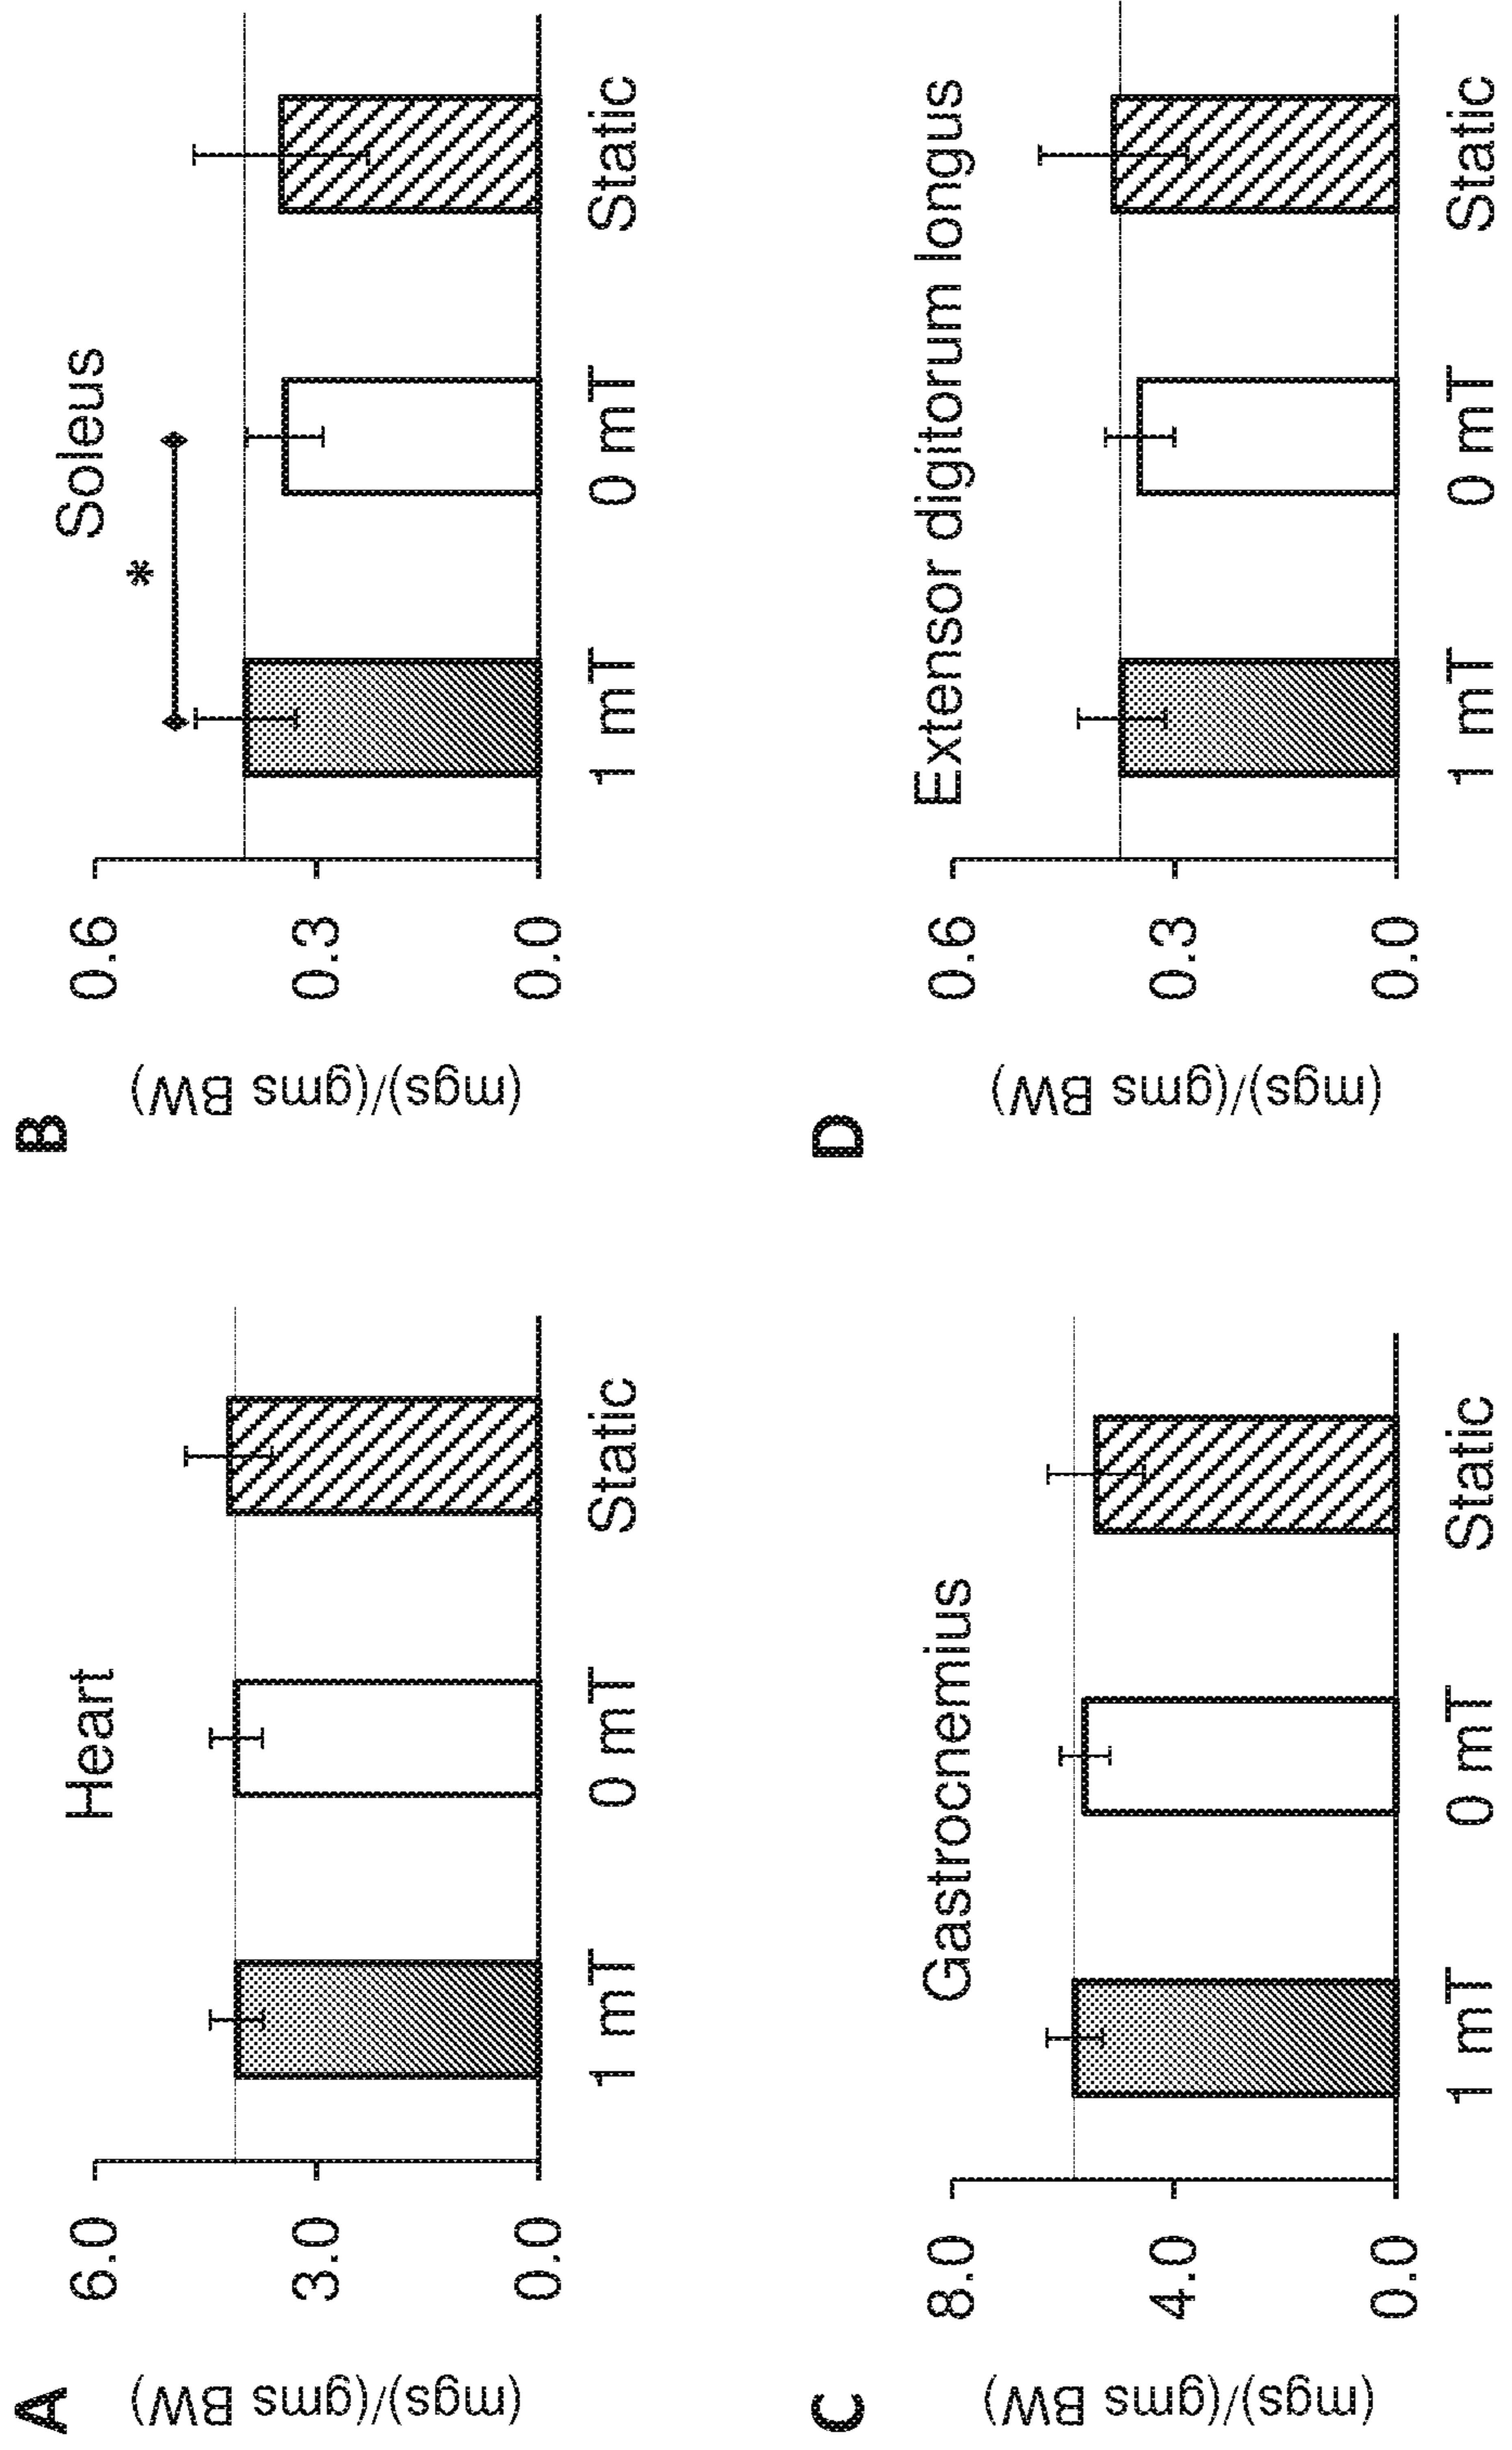 A
Heart
(mgs)/(gms BW)
6.0
3.0
0.0
1 mT
0 mT
Static
B
Soleus
*
(mgs)/(gms BW)
0.6
0.3
0.0
1 mT
0 mT
Static
C
Gastrocnemius
(mgs)/(gms BW)
8.0
4.0
0.0
1 mT
0 mT
Static
D
Extensor digitorum longus
(mgs)/(gms BW)
0.6
0.3
0.0
1 mT
0 mT
Static